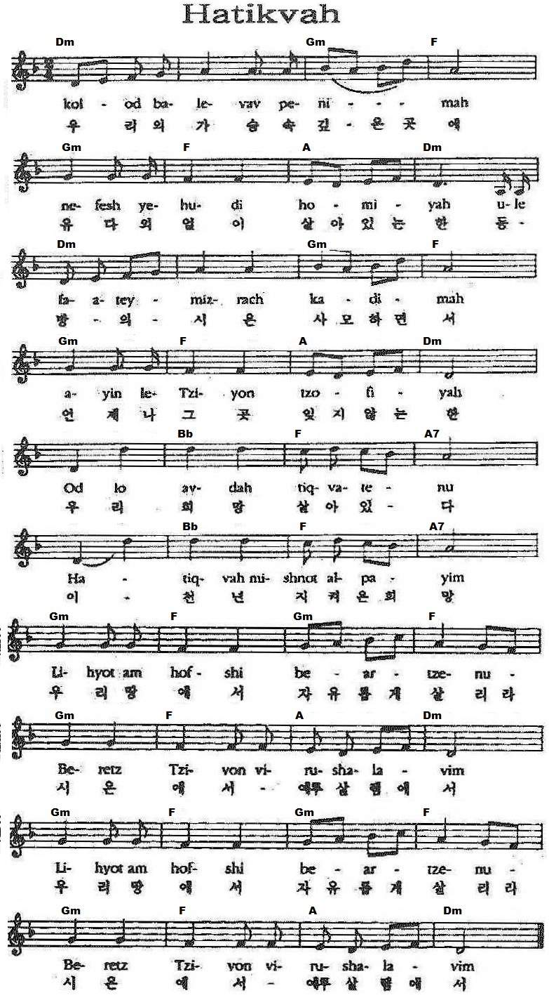 Hatikvah
Dm Gm F
kol - od ba- le- vav pe- ni - - - mah
우 리 의 가 슴 속 깊 - 은 곳 에
Gm F A Dm
ne- fesh ye- hu- di ho - mi - yah u- le
유 다 의 얼 이 살 아 있 는 한 동 -
Dm Gm F
fa- a- tey - miz- rach ka - di - mah
방 - 의 - 시 온 사 모 하 면 서
Gm F A Dm
a- yin le- Tzi- yon tzo - fi - yah
언 제 나 그 곳 잊 지 않 는 한
Bb F A7
Od lo av- dah tiq- va- te - nu
우 리 희 망 살 아 있 - 다
Bb F A7
Ha - tiq- vah mi- shnot al- pa - yim
이 - 천 년 지 켜 온 희 망
Gm F Gm F
Li- hyot am hof - shi be - ar - tze- nu -
우 리 땅 에 서 자 유 롭 게 살 리 라
Gm F A Dm
Be- retz Tzi- yon vi- ru- sha- la - yim
시 온 에 서 - 예루 살 렘 에 서
Gm F Gm F
Li- hyot am hof- shi be - ar - tze- nu -
우 리 땅 에 서 자 유 롭 게 살 리 라
Gm F A Dm
Be- retz Tzi- yon vi- ru- sha- la - yim
시 온 에 서 - 예루 살 렘 에 서